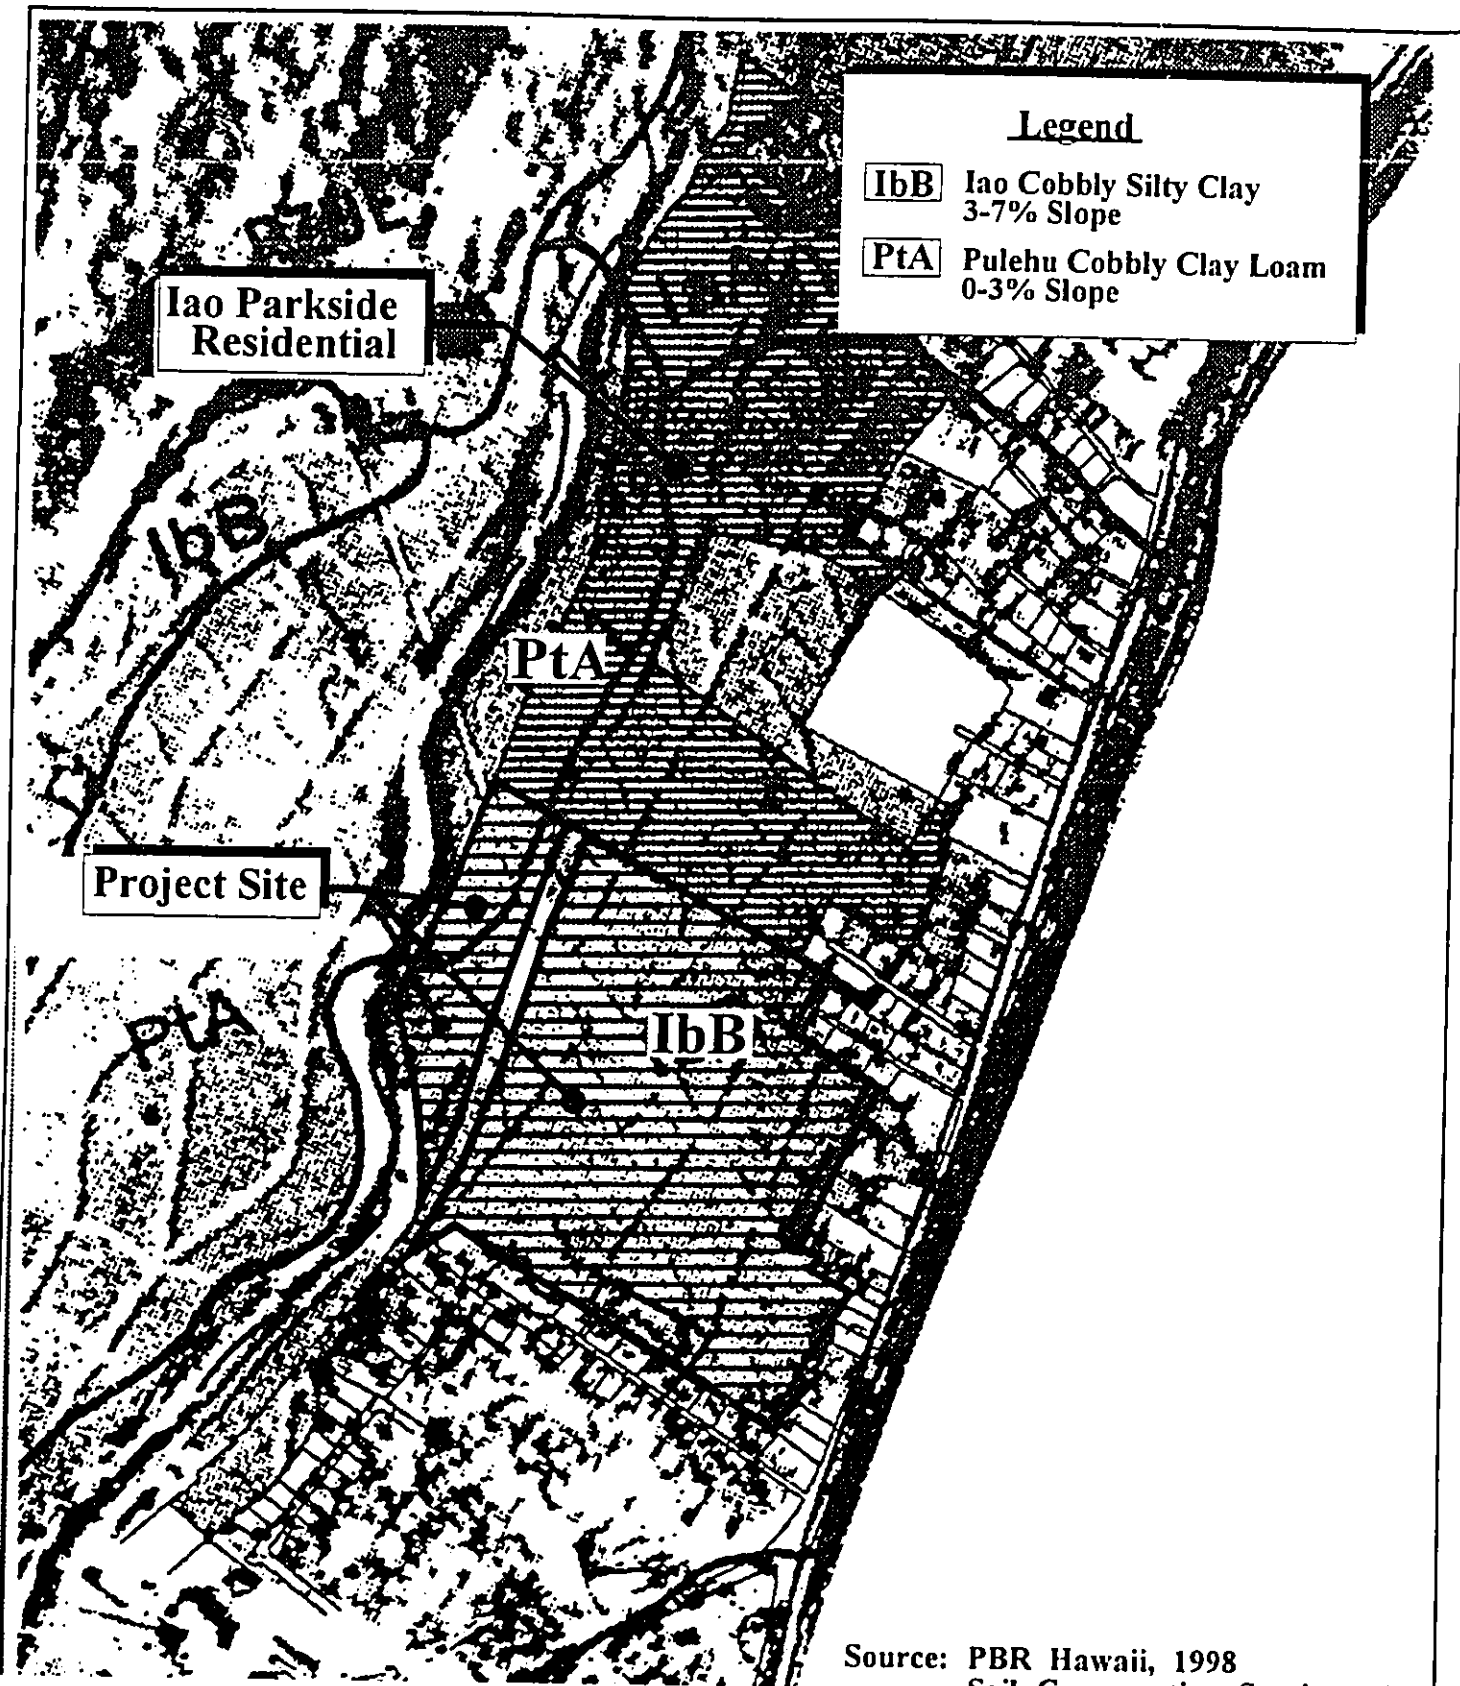 Legend
IbB Iao Cobbly Silty Clay
3-7% Slope
PtA Pulehu Cobbly Clay Loam
0-3% Slope
Iao Parkside
Residential
IbB
PtA
Project Site
PtA
IbB
Source: PBR Hawaii, 1998